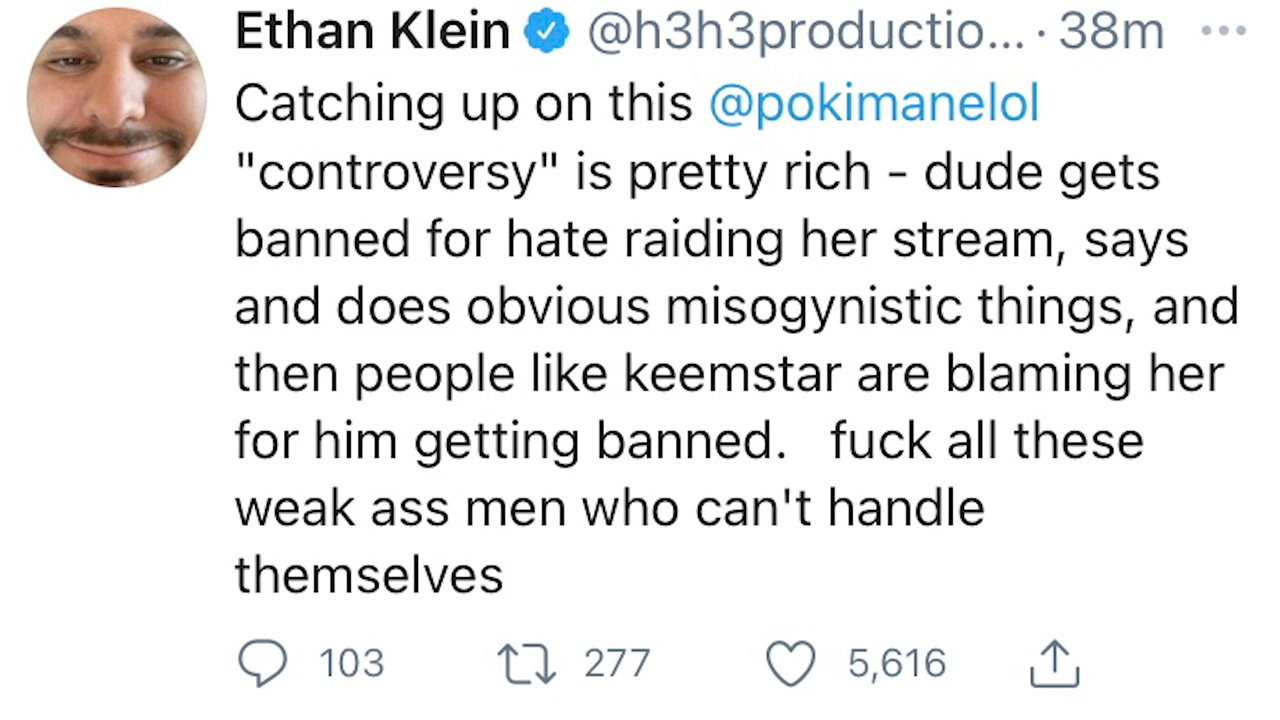 Ethan Klein @h3h3productio... · 38m
Catching up on this @pokimanelol
"controversy" is pretty rich - dude gets
banned for hate raiding her stream, says
and does obvious misogynistic things, and
then people like keemstar are blaming her
for him getting banned.   fuck all these
weak ass men who can't handle
themselves
103 277 5,616